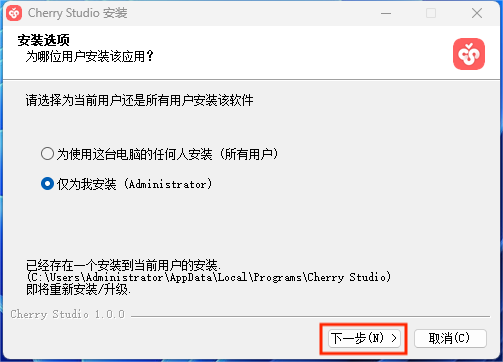 Cherry Studio 安装
安装选项
为哪位用户安装该应用？
请选择为当前用户还是所有用户安装该软件
为使用这台电脑的任何人安装（所有用户）
仅为我安装（Administrator）
已经存在一个安装到当前用户的安装.
(C:\Users\Administrator\AppData\Local\Programs\Cherry Studio)
即将重新安装/升级.
Cherry Studio 1.0.0
下一步(N) >
取消(C)